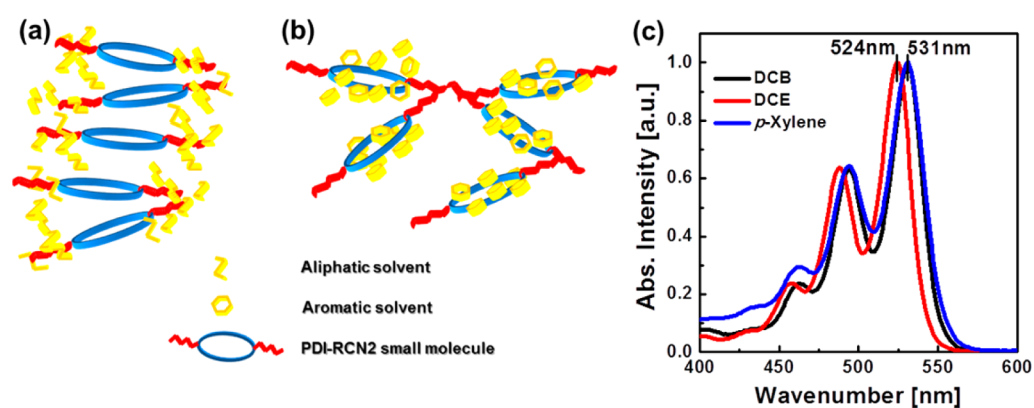 (a)
(b)
Aliphatic solvent
Aromatic solvent
PDI-RCN2 small molecule
(c)
524nm 531nm
DCB
DCE
p-Xylene
Abs. Intensity [a.u.]
1.0
0.8
0.6
0.4
0.2
0.0
400 450 500 550 600
Wavenumber [nm]